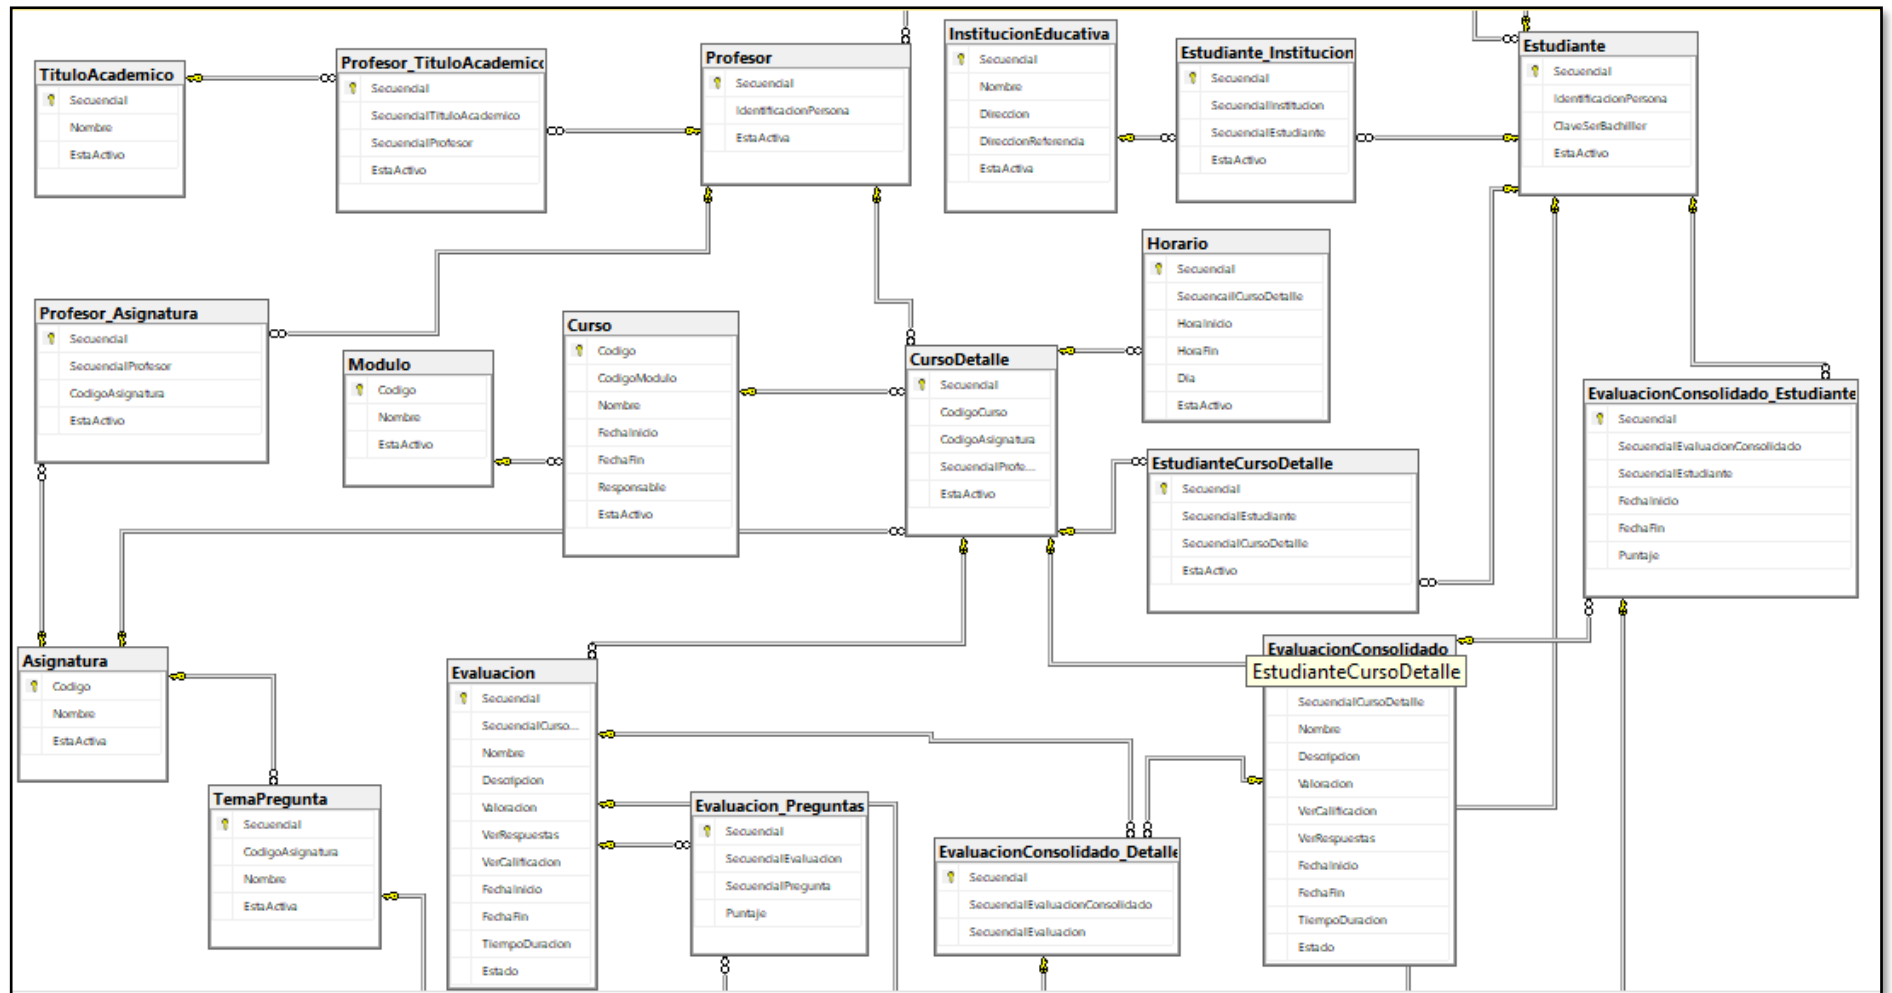 TituloAcademico
Secuencial
Nombre
EstaActivo
Profesor_TituloAcademico
Secuencial
SecuencialTituloAcademico
SecuencialProfesor
EstaActivo
Profesor
Secuencial
IdentificacionPersona
EstaActiva
InstitucionEducativa
Secuencial
Nombre
Direccion
DireccionReferencia
EstaActiva
Estudiante_Institucion
Secuencial
SecuencialInstitucion
SecuencialEstudiante
EstaActivo
Estudiante
Secuencial
IdentificacionPersona
ClaveSerBachiller
EstaActivo
Horario
Secuencial
SecuencailCursoDetalle
HoraInicio
HoraFin
Dia
EstaActivo
Profesor_Asignatura
Secuencial
SecuencialProfesor
CodigoAsignatura
EstaActivo
Modulo
Codigo
Nombre
EstaActivo
Curso
Codigo
CodigoModulo
Nombre
FechaInicio
FechaFin
Responsable
EstaActivo
CursoDetalle
Secuencial
CodigoCurso
CodigoAsignatura
SecuencialProfe...
EstaActivo
EstudianteCursoDetalle
Secuencial
SecuencialEstudiante
SecuencialCursoDetalle
EstaActivo
EvaluacionConsolidado_Estudiante
Secuencial
SecuencialEvaluacionConsolidado
SecuencialEstudiante
FechaInicio
FechaFin
Puntaje
Asignatura
Codigo
Nombre
EstaActiva
TemaPregunta
Secuencial
CodigoAsignatura
Nombre
EstaActiva
Evaluacion
Secuencial
SecuencialCurso...
Nombre
Descripcion
Valoracion
VerRespuestas
VerCalificacion
FechaInicio
FechaFin
TiempoDuracion
Estado
Evaluacion_Preguntas
Secuencial
SecuencialEvaluacion
SecuencialPregunta
Puntaje
EvaluacionConsolidado_Detalle
Secuencial
SecuencialEvaluacionConsolidado
SecuencialEvaluacion
EvaluacionConsolidado
EstudianteCursoDetalle
SecuencialCursoDetalle
Nombre
Descripcion
Valoracion
VerCalificacion
VerRespuestas
FechaInicio
FechaFin
TiempoDuracion
Estado